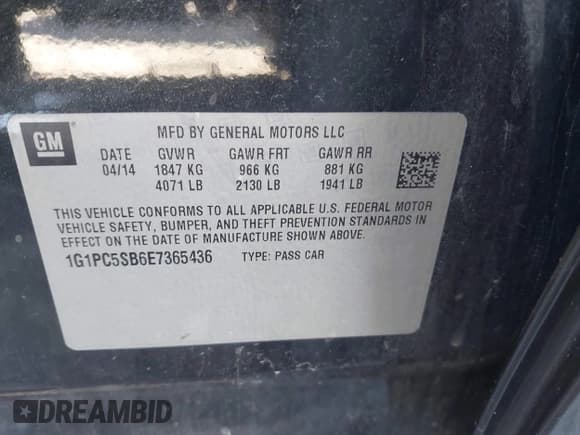 GM
MFD BY GENERAL MOTORS LLC
DATE GVWR GAWR FRT GAWR RR
04/14 1847 KG 966 KG 881 KG
4071 LB 2130 LB 1941 LB
THIS VEHICLE CONFORMS TO ALL APPLICABLE U.S. FEDERAL MOTOR
VEHICLE SAFETY, BUMPER, AND THEFT PREVENTION STANDARDS IN
EFFECT ON THE DATE OF MANUFACTURE SHOWN ABOVE.
1G1PC5SB6E7365436 TYPE: PASS CAR
DREAMBID